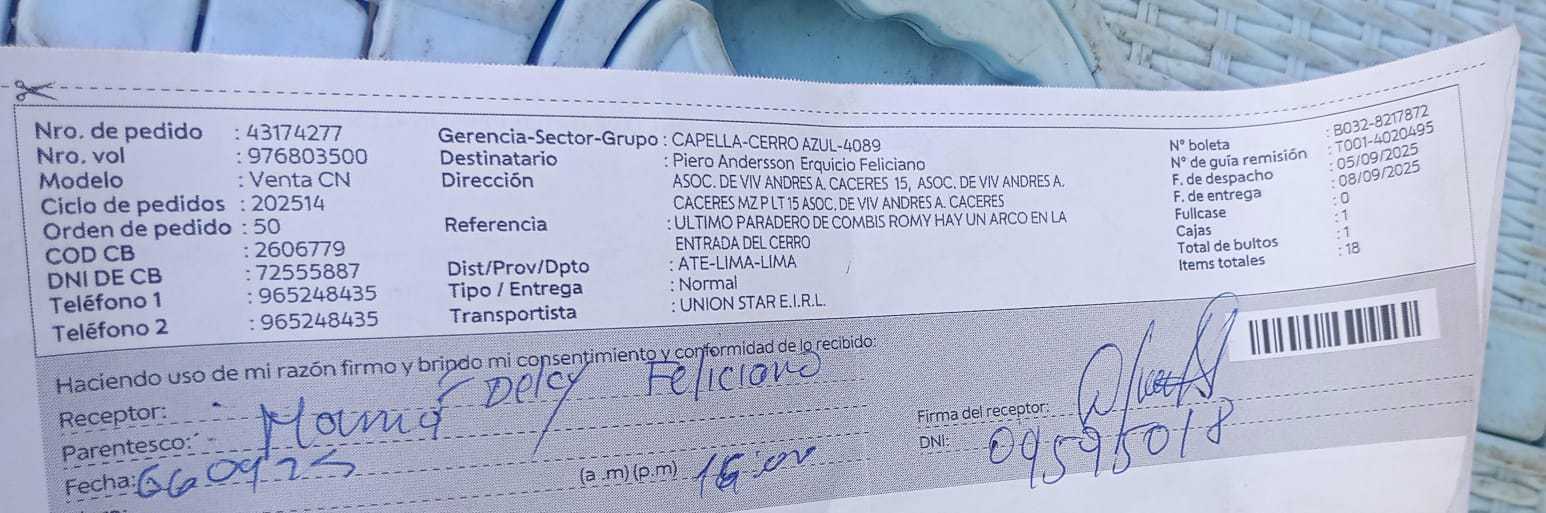 Nro. de pedido : 43174277
Nro. vol : 976803500
Modelo : Venta CN
Ciclo de pedidos : 202514
Orden de pedido : 50
COD CB : 2606779
DNI DE CB : 72555887
Teléfono 1 : 965248435
Teléfono 2 : 965248435
Gerencia-Sector-Grupo : CAPELLA-CERRO AZUL-4089
Destinatario : Piero Andersson Erquicio Feliciano
Dirección ASOC. DE VIV ANDRES A. CACERES 15, ASOC. DE VIV ANDRES A.
CACERES MZ P LT 15 ASOC. DE VIV ANDRES A. CACERES
Referencia : ULTIMO PARADERO DE COMBIS ROMY HAY UN ARCO EN LA
ENTRADA DEL CERRO
Dist/Prov/Dpto : ATE-LIMA-LIMA
Tipo / Entrega : Normal
Transportista : UNION STAR E.I.R.L.
N° boleta : B032-8217872
N° de guía remisión : T001-4020495
F. de despacho : 05/09/2025
F. de entrega : 08/09/2025
Fullcase : 0
Cajas : 1
Total de bultos : 1
Items totales : 18
Haciendo uso de mi razón firmo y brindo mi consentimiento y conformidad de lo recibido:
Receptor: Delcy Feliciano
Parentesco: Mamá
Fecha: 060925 (a .m) (p.m)
Firma del receptor:
DNI: 09595018